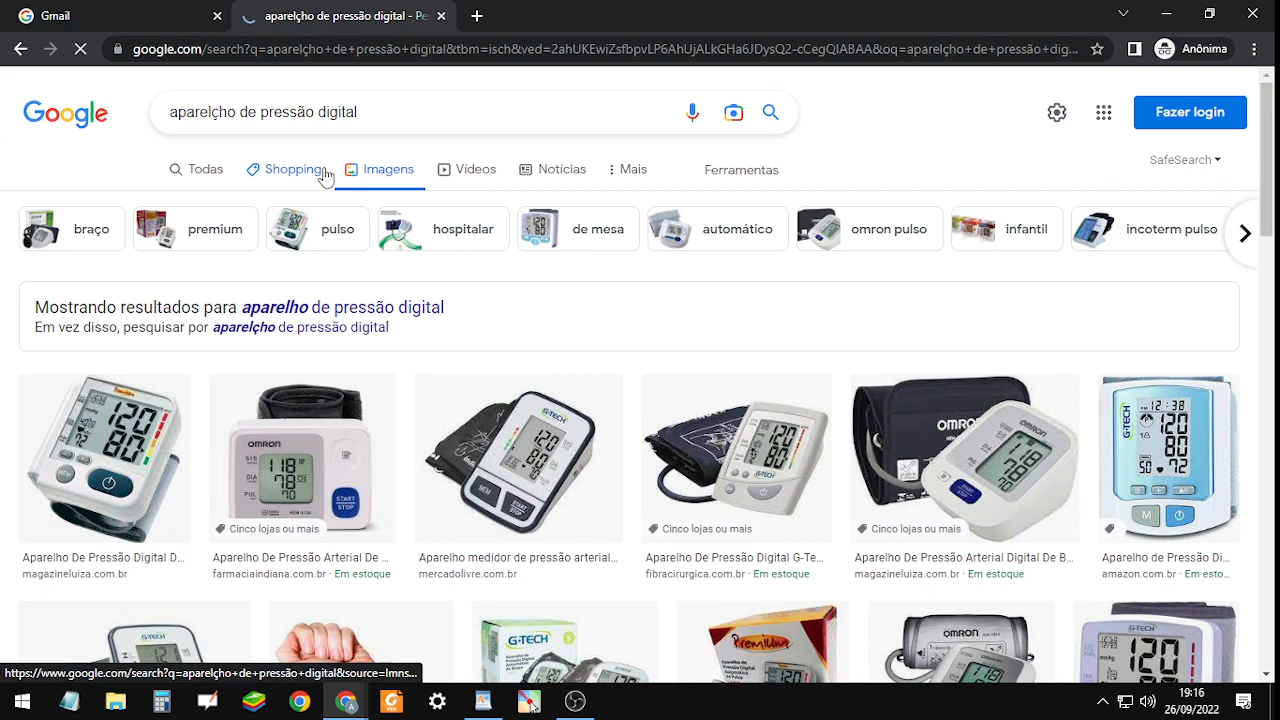 Gmail
aparelçho de pressão digital - Pe
google.com/search?q=aparelçho+de+pressão+digital&tbm=isch&ved=2ahUKEwiZsfbpvLP6AhUjALkGHa6JDysQ2-cCegQIABAA&oq=aparelçho+de+pressão+dig...
Anônima
Google
aparelçho de pressão digital
Fazer login
Todas
Shopping
Imagens
Vídeos
Notícias
Mais
Ferramentas
SafeSearch
braço
premium
pulso
hospitalar
de mesa
automático
omron pulso
infantil
incoterm pulso
Mostrando resultados para aparelho de pressão digital
Em vez disso, pesquisar por aparelçho de pressão digital
Cinco lojas ou mais
Cinco lojas ou mais
Cinco lojas ou mais
Aparelho De Pressão Digital D...
magazineluiza.com.br
Aparelho De Pressão Arterial De ...
farmaciaindiana.com.br · Em estoque
Aparelho medidor de pressão arterial...
mercadolivre.com.br
Aparelho De Pressão Digital G-Te...
fibracirurgica.com.br · Em estoque
Aparelho De Pressão Arterial Digital De B...
magazineluiza.com.br · Em estoque
Aparelho de Pressão Di...
amazon.com.br · Em esto...
https://www.google.com/search?q=aparelçho+de+pressão+digital&source=lmns...
19:16
26/09/2022